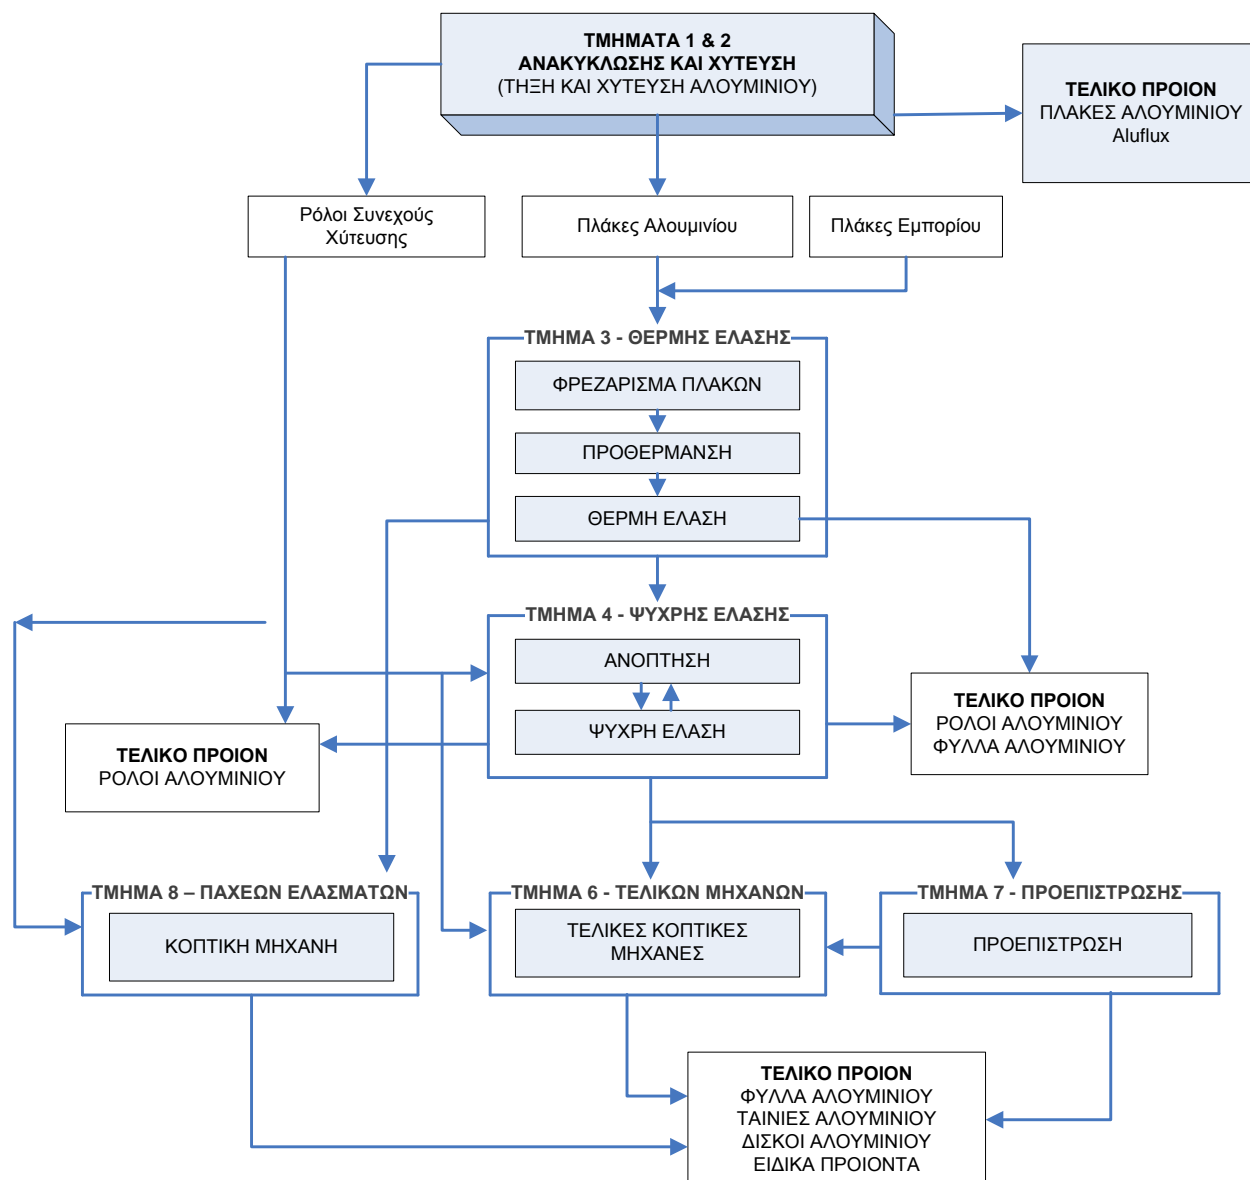 ΤΜΗΜΑΤΑ 1 & 2
ΑΝΑΚΥΚΛΩΣΗΣ ΚΑΙ ΧΥΤΕΥΣΗ
(ΤΗΞΗ ΚΑΙ ΧΥΤΕΥΣΗ ΑΛΟΥΜΙΝΙΟΥ)
ΤΕΛΙΚΟ ΠΡΟΙΟΝ
ΠΛΑΚΕΣ ΑΛΟΥΜΙΝΙΟΥ
Aluflux
Ρόλοι Συνεχούς
Χύτευσης
Πλάκες Αλουμινίου
Πλάκες Εμπορίου
ΤΜΗΜΑ 3 - ΘΕΡΜΗΣ ΕΛΑΣΗΣ
ΦΡΕΖΑΡΙΣΜΑ ΠΛΑΚΩΝ
ΠΡΟΘΕΡΜΑΝΣΗ
ΘΕΡΜΗ ΕΛΑΣΗ
ΤΜΗΜΑ 4 - ΨΥΧΡΗΣ ΕΛΑΣΗΣ
ΑΝΟΠΤΗΣΗ
ΨΥΧΡΗ ΕΛΑΣΗ
ΤΕΛΙΚΟ ΠΡΟΙΟΝ
ΡΟΛΟΙ ΑΛΟΥΜΙΝΙΟΥ
ΦΥΛΛΑ ΑΛΟΥΜΙΝΙΟΥ
ΤΕΛΙΚΟ ΠΡΟΙΟΝ
ΡΟΛΟΙ ΑΛΟΥΜΙΝΙΟΥ
ΤΜΗΜΑ 8 – ΠΑΧΕΩΝ ΕΛΑΣΜΑΤΩΝ
ΚΟΠΤΙΚΗ ΜΗΧΑΝΗ
ΤΜΗΜΑ 6 - ΤΕΛΙΚΩΝ ΜΗΧΑΝΩΝ
ΤΕΛΙΚΕΣ ΚΟΠΤΙΚΕΣ
ΜΗΧΑΝΕΣ
ΤΜΗΜΑ 7 - ΠΡΟΕΠΙΣΤΡΩΣΗΣ
ΠΡΟΕΠΙΣΤΡΩΣΗ
ΤΕΛΙΚΟ ΠΡΟΙΟΝ
ΦΥΛΛΑ ΑΛΟΥΜΙΝΙΟΥ
ΤΑΙΝΙΕΣ ΑΛΟΥΜΙΝΙΟΥ
ΔΙΣΚΟΙ ΑΛΟΥΜΙΝΙΟΥ
ΕΙΔΙΚΑ ΠΡΟΙΟΝΤΑ